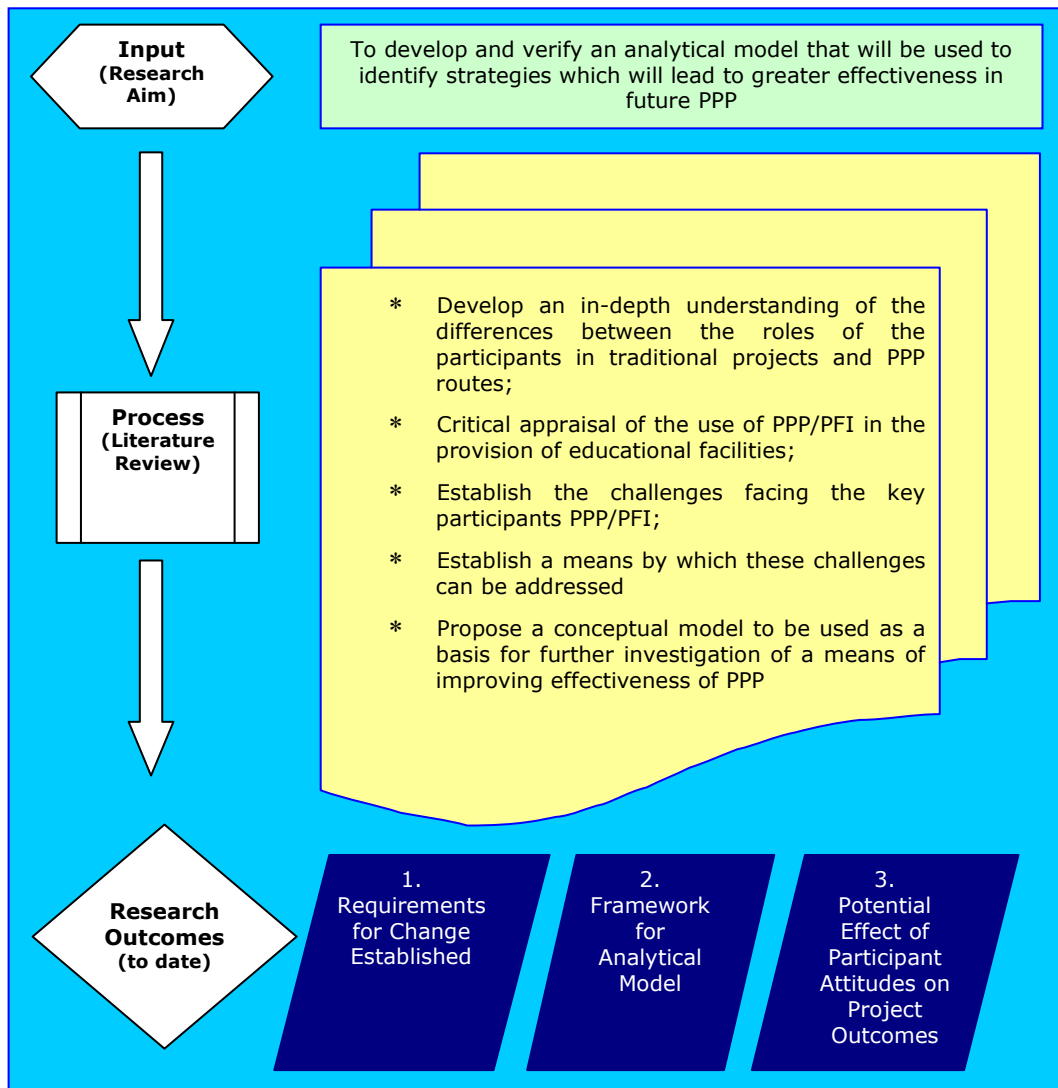 Input
(Research
Aim)
To develop and verify an analytical model that will be used to
identify strategies which will lead to greater effectiveness in
future PPP
* Develop an in-depth understanding of the
differences between the roles of the
participants in traditional projects and PPP
routes;
* Critical appraisal of the use of PPP/PFI in the
provision of educational facilities;
* Establish the challenges facing the key
participants PPP/PFI;
* Establish a means by which these challenges
can be addressed
* Propose a conceptual model to be used as a
basis for further investigation of a means of
improving effectiveness of PPP
Process
(Literature
Review)
Research
Outcomes
(to date)
1.
Requirements
for Change
Established
2.
Framework
for
Analytical
Model
3.
Potential
Effect of
Participant
Attitudes on
Project
Outcomes